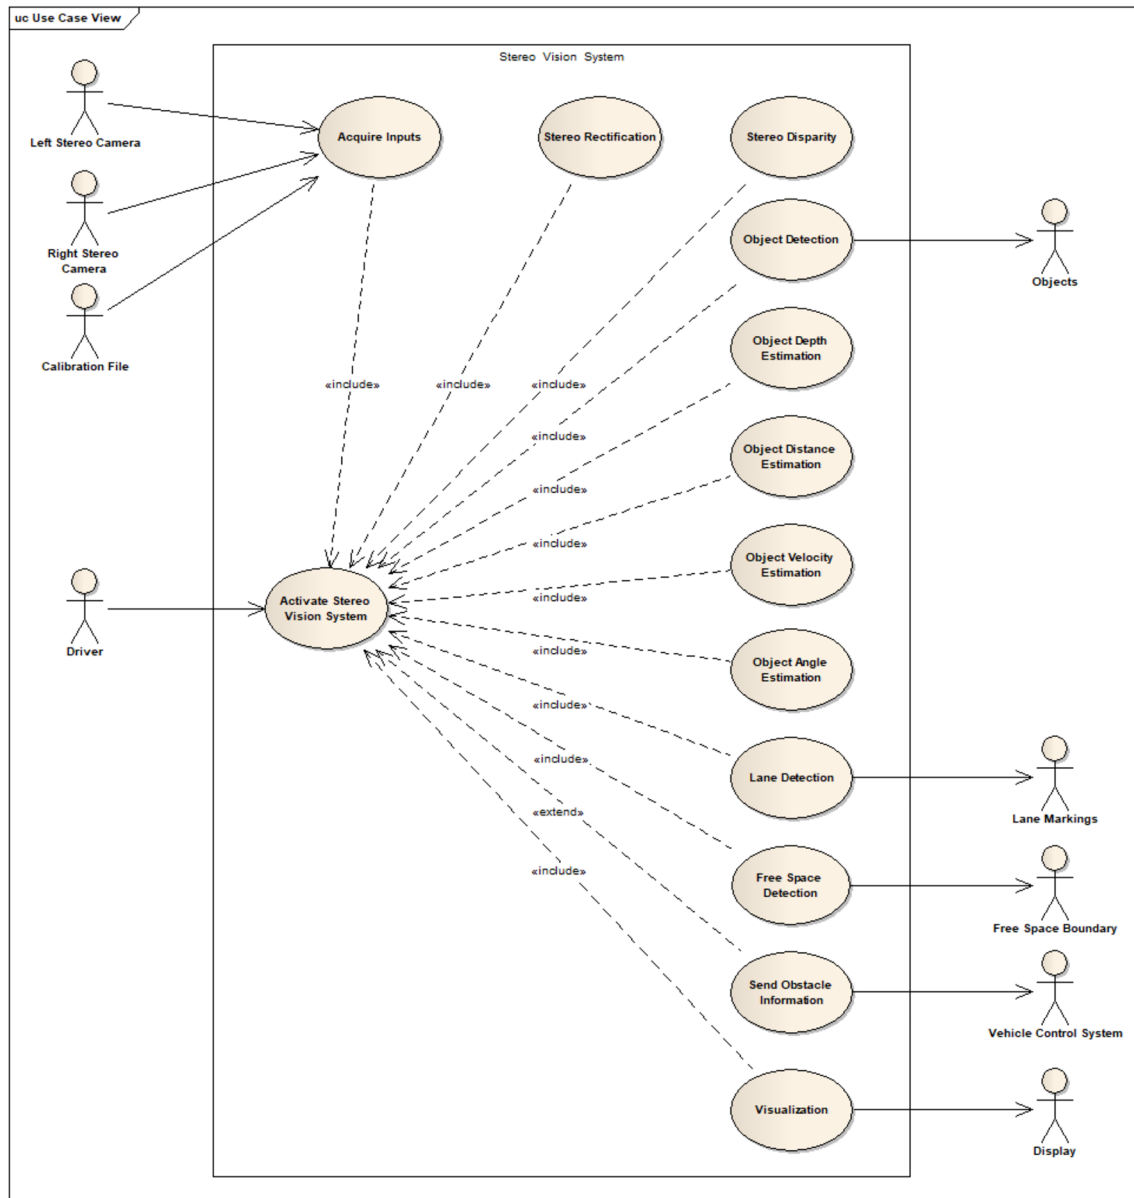 uc Use Case View
Stereo Vision System
Left Stereo Camera
Acquire Inputs
Stereo Rectification
Stereo Disparity
Right Stereo
Camera
Object Detection
Objects
Calibration File
Object Depth
Estimation
«include»
«include»
«include»
«include»
Object Distance
Estimation
«include»
«include»
Object Velocity
Estimation
«include»
Driver
Activate Stereo
Vision System
«include»
Object Angle
Estimation
«include»
«include»
Lane Detection
Lane Markings
«extend»
«include»
Free Space
Detection
Free Space Boundary
Send Obstacle
Information
Vehicle Control System
Visualization
Display